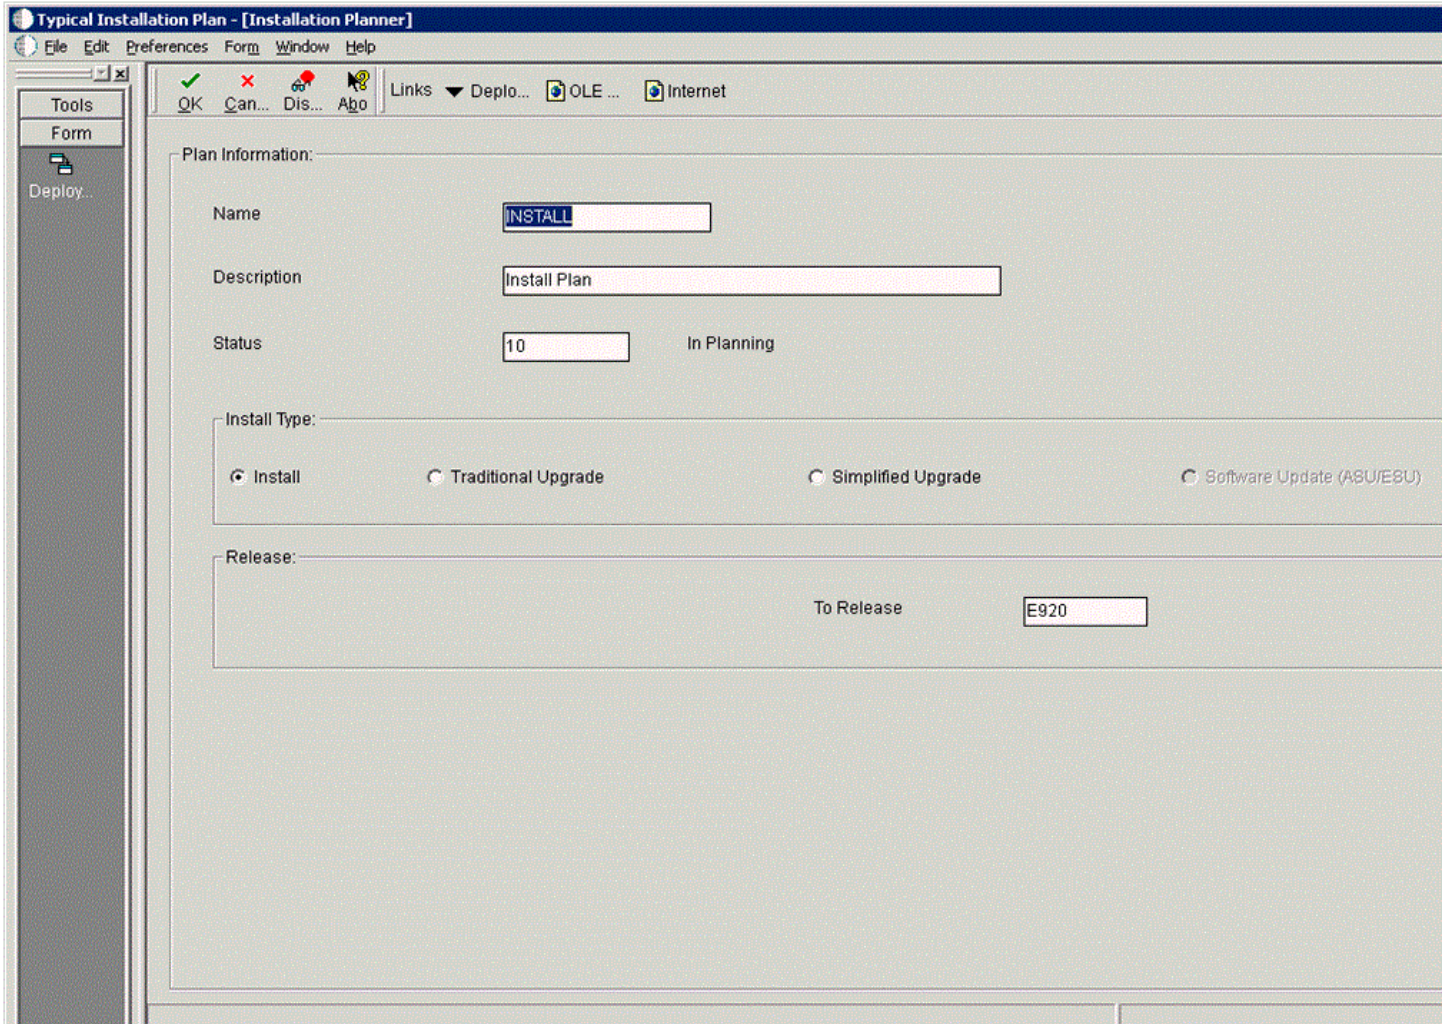 Typical Installation Plan - [Installation Planner]
File Edit Preferences Form Window Help
Tools
Form
Deploy...
OK Can... Dis... Abo Links Deplo... OLE ... Internet
Plan Information:
Name INSTALL
Description Install Plan
Status 10 In Planning
Install Type:
Install Traditional Upgrade Simplified Upgrade Software Update (ASU/ESU)
Release:
To Release E920